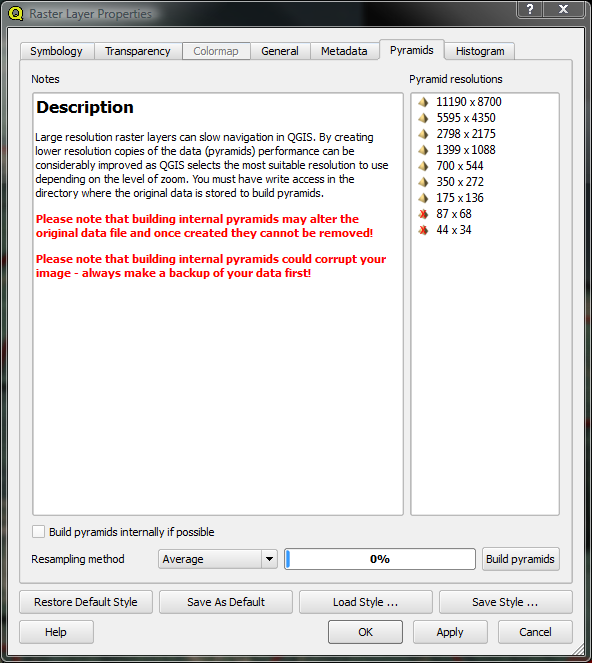 Raster Layer Properties
Symbology Transparency Colormap General Metadata Pyramids Histogram
Notes
Description
Large resolution raster layers can slow navigation in QGIS. By creating
lower resolution copies of the data (pyramids) performance can be
considerably improved as QGIS selects the most suitable resolution to use
depending on the level of zoom. You must have write access in the
directory where the original data is stored to build pyramids.
Please note that building internal pyramids may alter the
original data file and once created they cannot be removed!
Please note that building internal pyramids could corrupt your
image - always make a backup of your data first!
Pyramid resolutions
11190 x 8700
5595 x 4350
2798 x 2175
1399 x 1088
700 x 544
350 x 272
175 x 136
87 x 68
44 x 34
Build pyramids internally if possible
Resampling method Average 0% Build pyramids
Restore Default Style Save As Default Load Style ... Save Style ...
Help OK Apply Cancel